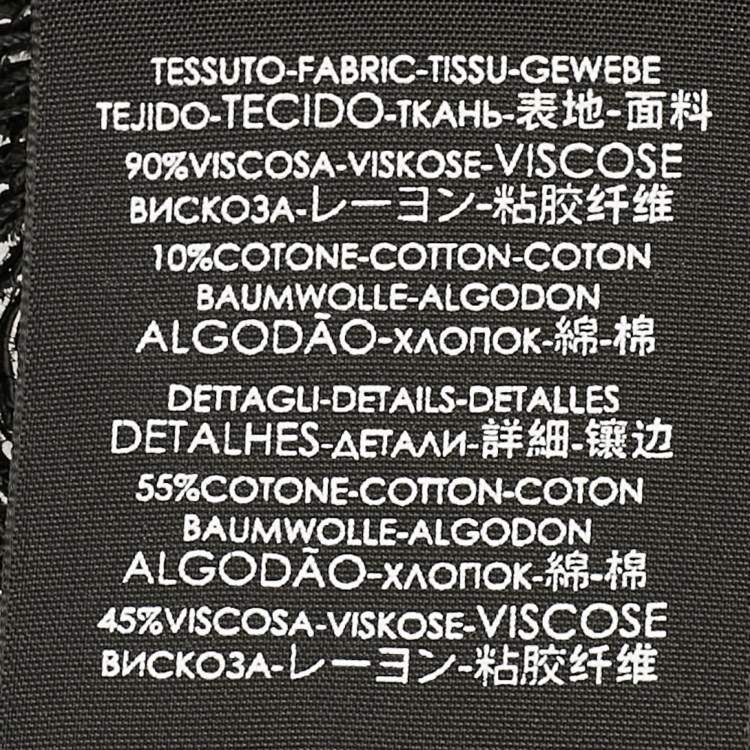 TESSUTO-FABRIC-TISSU-GEWEBE
TEJIDO-TECIDO-ТКАНЬ-表地-面料
90%VISCOSA-VISKOSE-VISCOSE
ВИСКОЗА-レーヨン-粘胶纤维
10%COTONE-COTTON-COTON
BAUMWOLLE-ALGODON
ALGODÃO-ХЛОПОК-綿-棉
DETTAGLI-DETAILS-DETALLES
DETALHES-ДЕТАЛИ-詳細-镶边
55%COTONE-COTTON-COTON
BAUMWOLLE-ALGODON
ALGODÃO-ХЛОПОК-綿-棉
45%VISCOSA-VISKOSE-VISCOSE
ВИСКОЗА-レーヨン-粘胶纤维